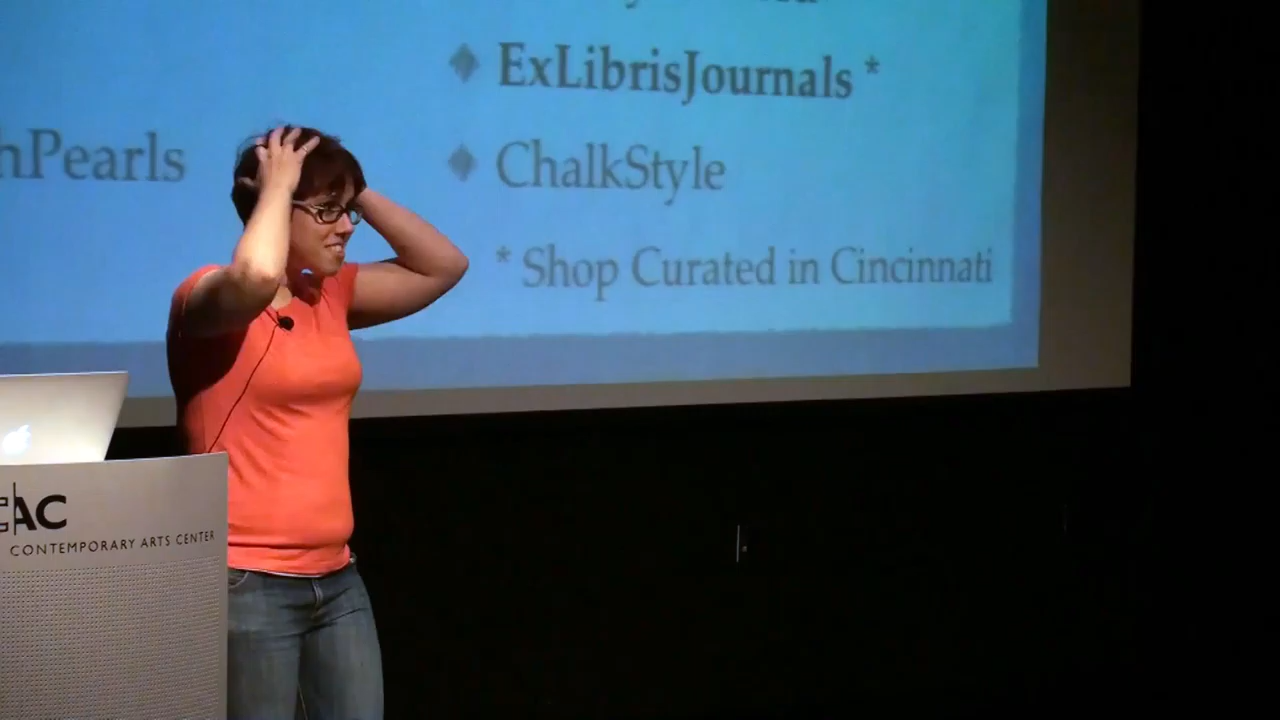 ExLibrisJournals *
hPearls
ChalkStyle
* Shop Curated in Cincinnati
CAC
CONTEMPORARY ARTS CENTER